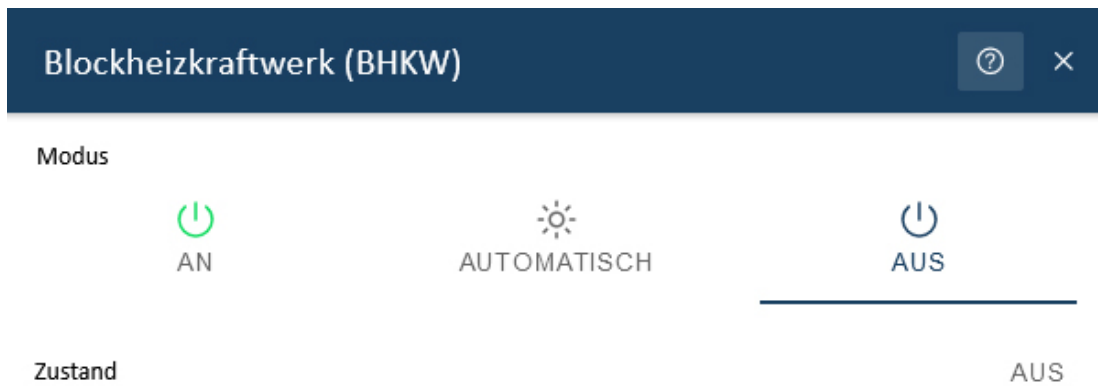 Blockheizkraftwerk (BHKW)
Modus
AN AUTOMATISCH AUS
Zustand AUS